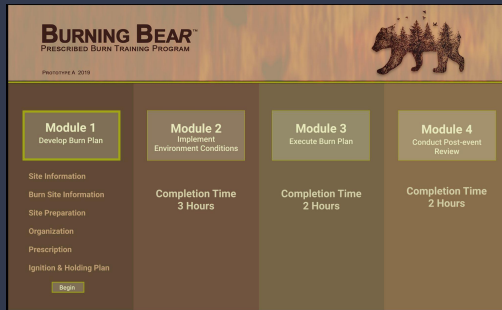 BURNING BEAR™
PRESCRIBED BURN TRAINING PROGRAM
PROTOTYPE A 2015
Module 1
Develop Burn Plan
Site Information
Burn Site Information
Site Preparation
Organization
Prescription
Ignition & Holding Plan
Begin
Module 2
Implement
Environment Conditions
Completion Time
3 Hours
Module 3
Execute Burn Plan
Completion Time
2 Hours
Module 4
Conduct Post-event
Review
Completion Time
2 Hours